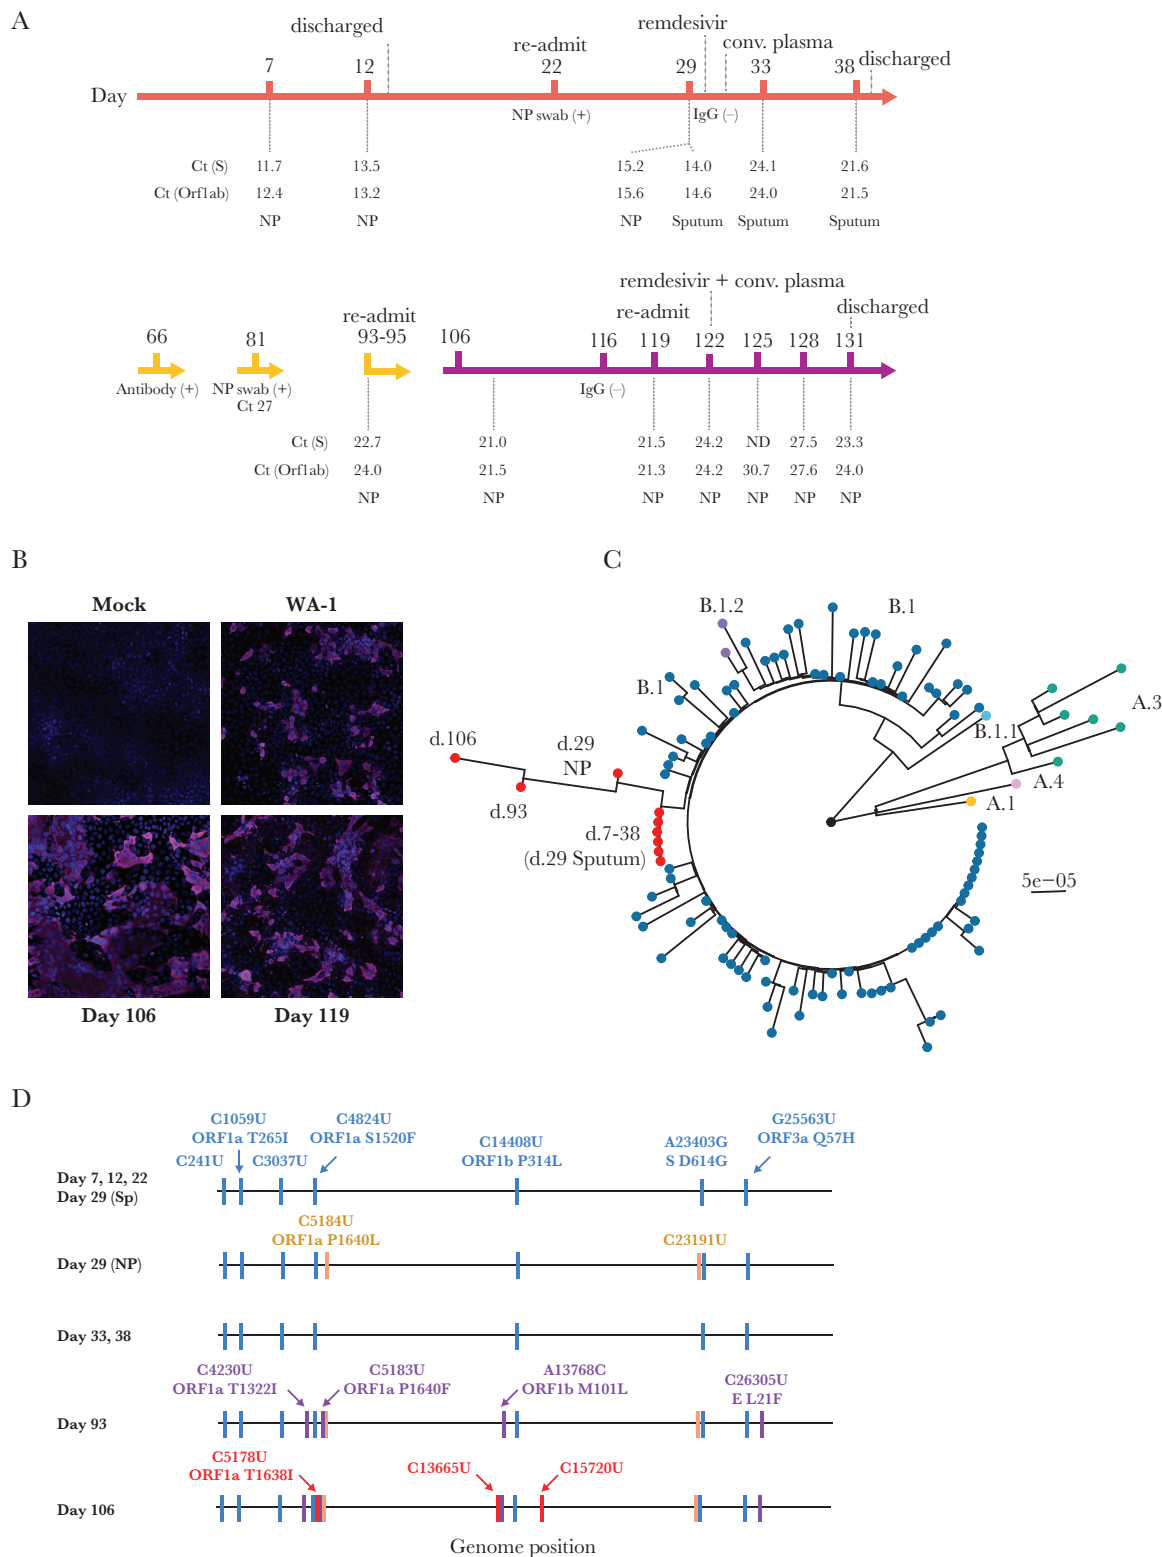 A
discharged
remdesivir
re-admit
conv. plasma
discharged
7
12
22
29
33
38
Day
NP swab (+)
IgG (–)
Ct (S)
11.7
13.5
15.2
14.0
24.1
21.6
Ct (Orf1ab)
12.4
13.2
15.6
14.6
24.0
21.5
NP
NP
NP
Sputum
Sputum
Sputum
remdesivir + conv. plasma
re-admit
re-admit
discharged
66
81
93-95
106
116
119
122
125
128
131
Antibody (+)
NP swab (+)
Ct 27
IgG (–)
Ct (S)
22.7
21.0
21.5
24.2
ND
27.5
23.3
Ct (Orf1ab)
24.0
21.5
21.3
24.2
30.7
27.6
24.0
NP
NP
NP
NP
NP
NP
NP
B
Mock
WA-1
Day 106
Day 119
C
B.1.2
B.1
B.1
A.3
B.1.1
A.4
A.1
d.106
d.29
NP
d.93
d.7-38
(d.29 Sputum)
5e−05
D
C1059U
ORF1a T265I
C4824U
ORF1a S1520F
C14408U
ORF1b P314L
A23403G
S D614G
G25563U
ORF3a Q57H
C241U
C3037U
Day 7, 12, 22
Day 29 (Sp)
C5184U
ORF1a P1640L
C23191U
Day 29 (NP)
Day 33, 38
C4230U
ORF1a T1322I
C5183U
ORF1a P1640F
A13768C
ORF1b M101L
C26305U
E L21F
Day 93
C5178U
ORF1a T1638I
C13665U
C15720U
Day 106
Genome position